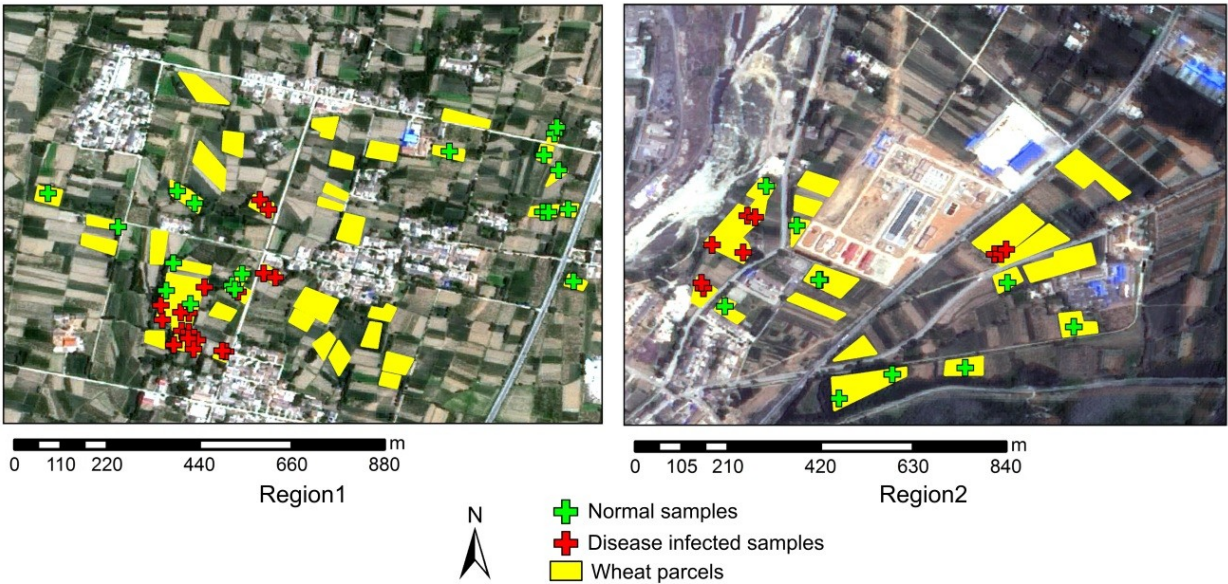 m
0 110 220 440 660 880
Region1
m
0 105 210 420 630 840
Region2
N
Normal samples
Disease infected samples
Wheat parcels